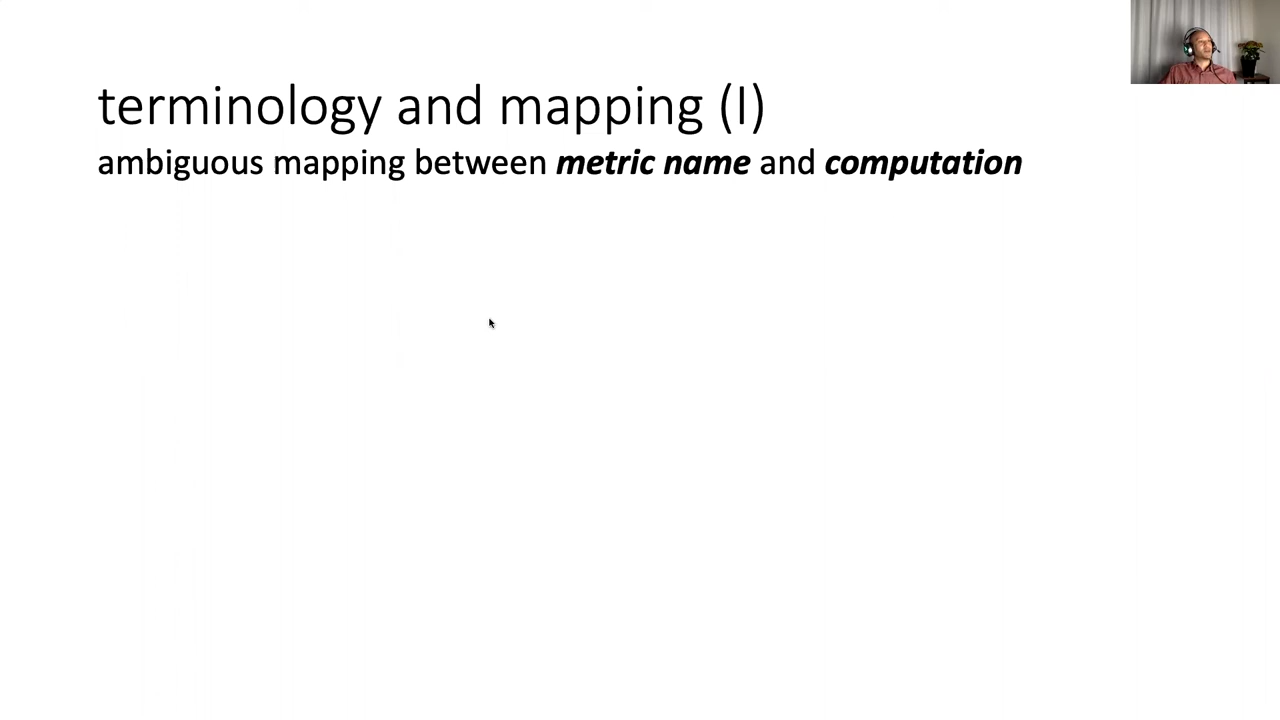 terminology and mapping (I)
ambiguous mapping between metric name and computation